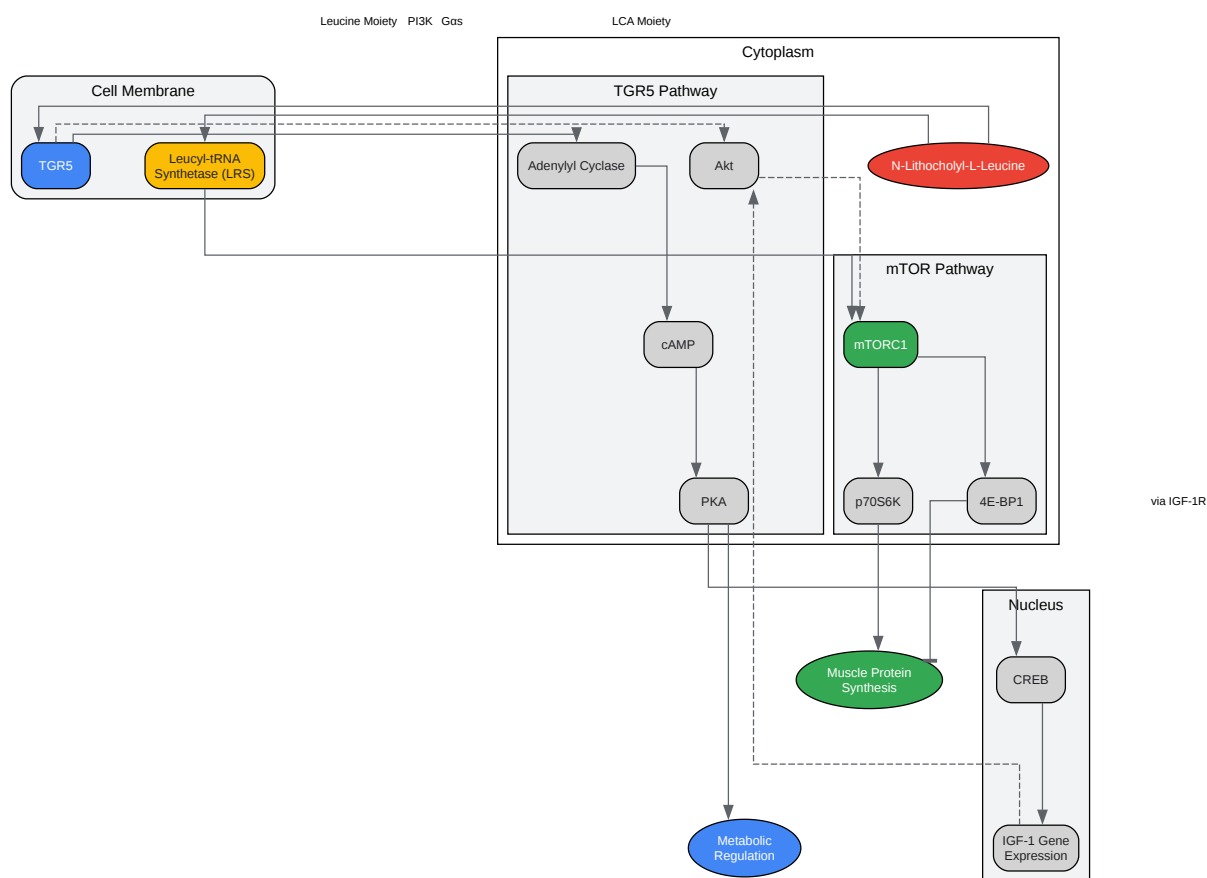 Leucine Moiety PI3K Gαs
LCA Moiety
Cytoplasm
Cell Membrane
TGR5 Pathway
TGR5
Leucyl-tRNA
Synthetase (LRS)
Adenylyl Cyclase
Akt
N-Lithocholyl-L-Leucine
mTOR Pathway
cAMP
mTORC1
PKA
p70S6K
4E-BP1
via IGF-1R
Nucleus
Muscle Protein
Synthesis
CREB
Metabolic
Regulation
IGF-1 Gene
Expression